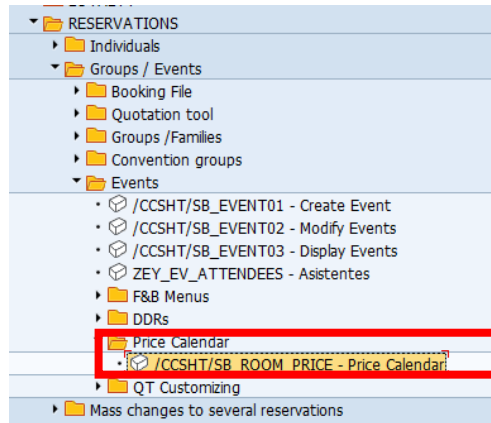 RESERVATIONS
Individuals
Groups / Events
Booking File
Quotation tool
Groups /Families
Convention groups
Events
/CCSHT/SB_EVENT01 - Create Event
/CCSHT/SB_EVENT02 - Modify Events
/CCSHT/SB_EVENT03 - Display Events
ZEY_EV_ATTENDEES - Asistentes
F&B Menus
DDRs
Price Calendar
/CCSHT/SB_ROOM_PRICE - Price Calendar
QT Customizing
Mass changes to several reservations